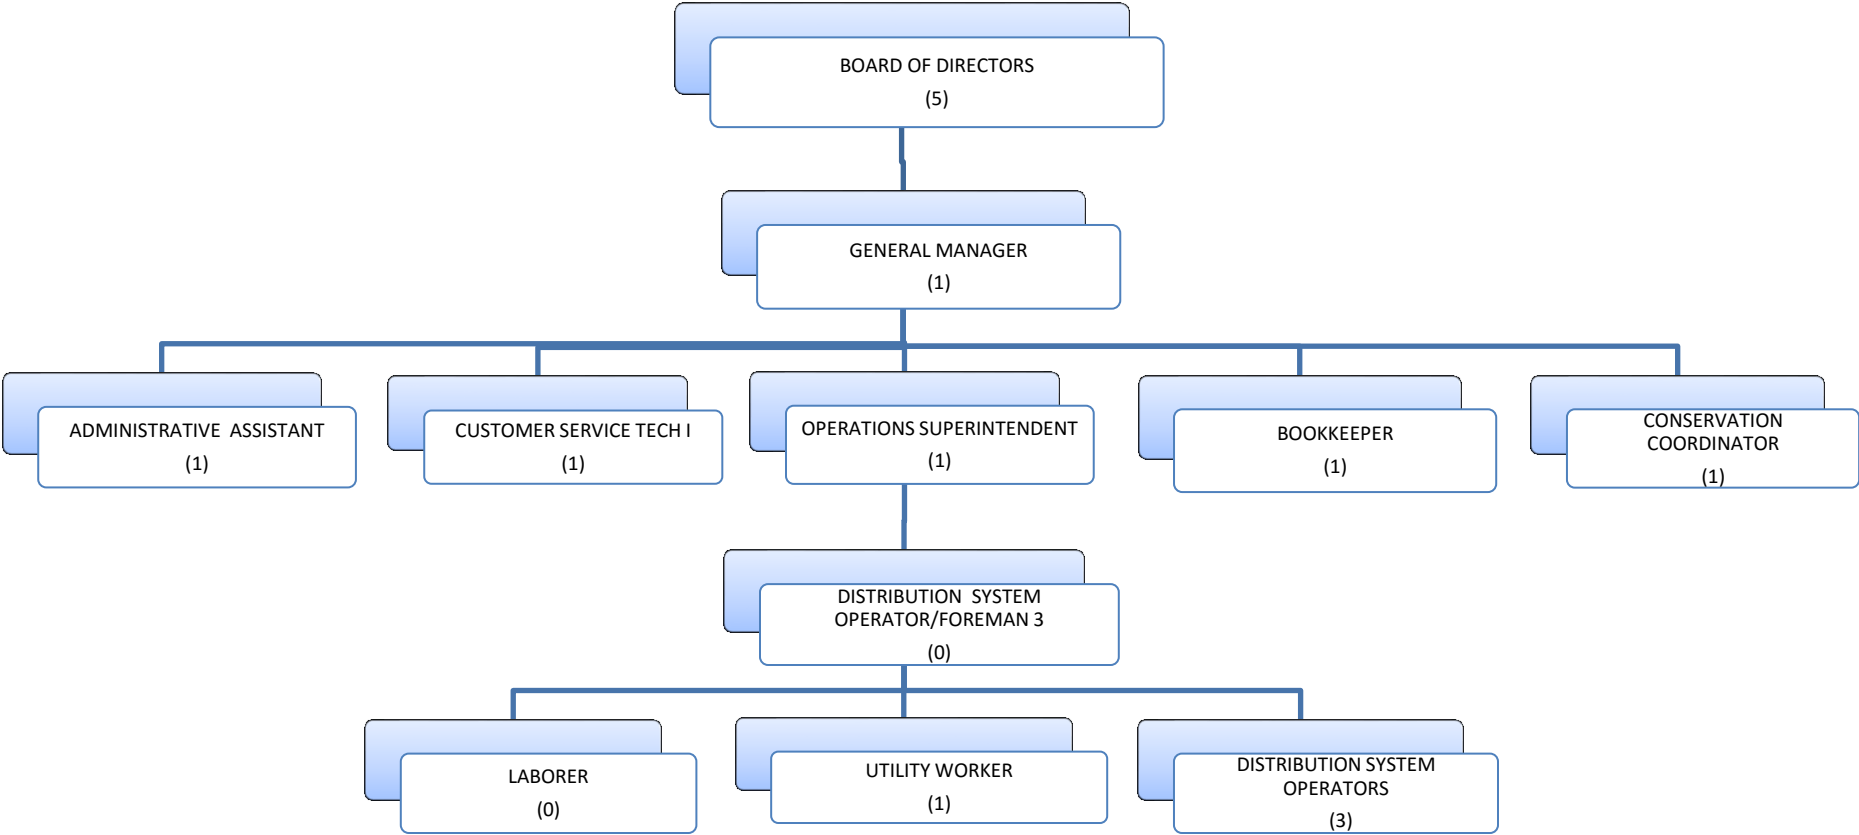 BOARD OF DIRECTORS
(5)
GENERAL MANAGER
(1)
ADMINISTRATIVE ASSISTANT
(1)
CUSTOMER SERVICE TECH I
(1)
OPERATIONS SUPERINTENDENT
(1)
BOOKKEEPER
(1)
CONSERVATION
COORDINATOR
(1)
DISTRIBUTION SYSTEM
OPERATOR/FOREMAN 3
(0)
LABORER
(0)
UTILITY WORKER
(1)
DISTRIBUTION SYSTEM
OPERATORS
(3)